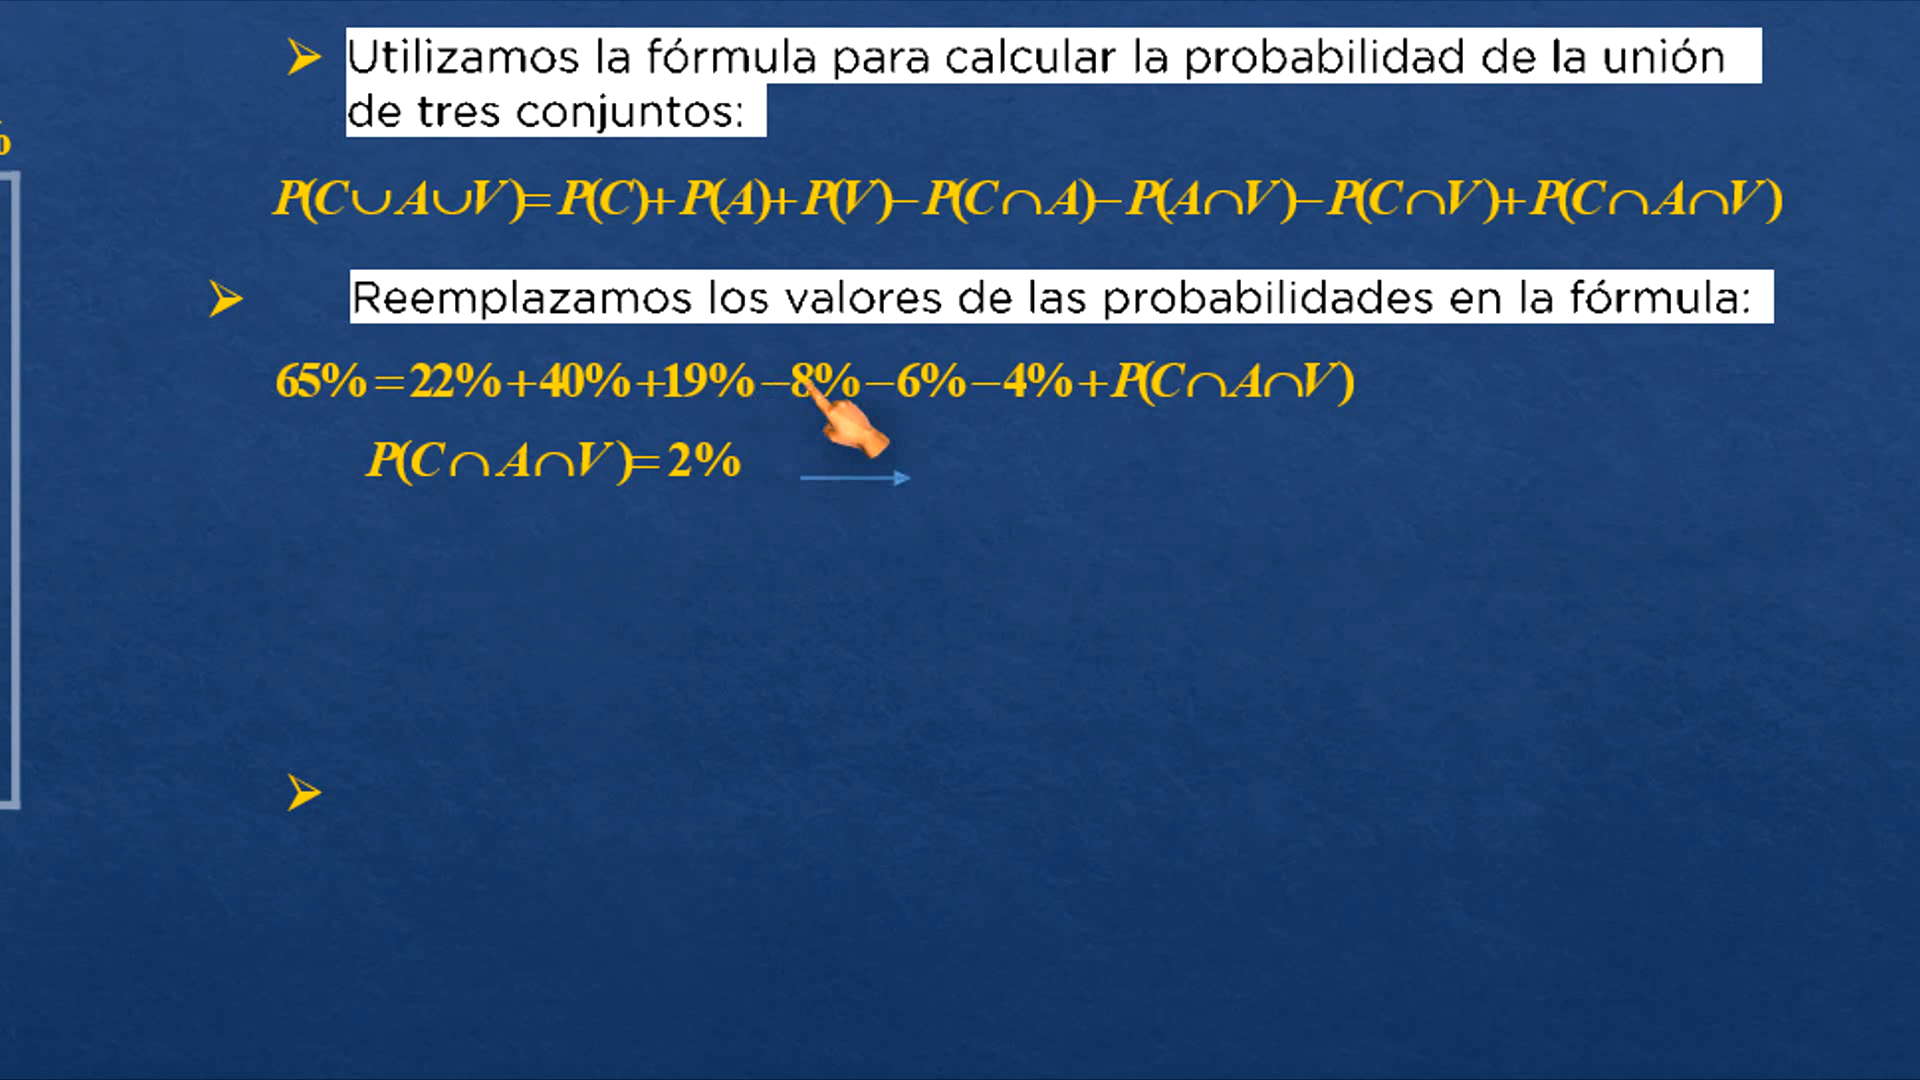 Utilizamos la fórmula para calcular la probabilidad de la unión
de tres conjuntos:
%
P(C∪A∪V)=P(C)+P(A)+P(V)−P(C∩A)−P(A∩V)−P(C∩V)+P(C∩A∩V)
Reemplazamos los valores de las probabilidades en la fórmula:
65%=22%+40%+19%−8%−6%−4%+P(C∩A∩V)
P(C∩A∩V)=2%